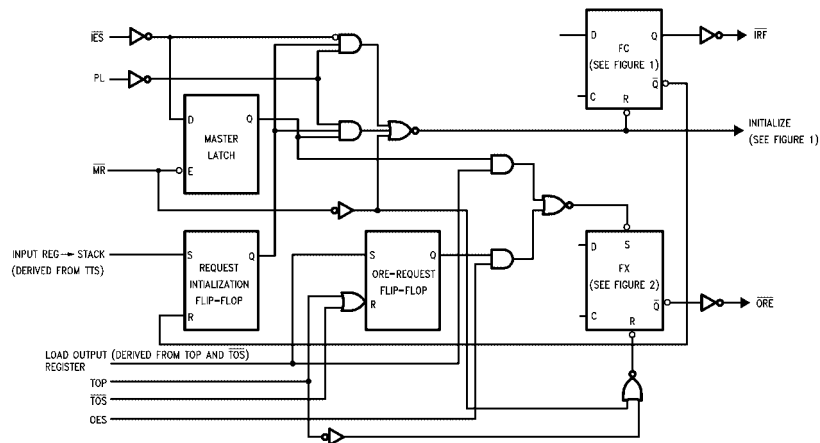 IES
PL
MR
D
E
Q
MASTER
LATCH
D
Q
FC
(SEE FIGURE 1)
Q
C
R
IRF
INITIALIZE
(SEE FIGURE 1)
INPUT REG → STACK
(DERIVED FROM TTS)
S
Q
REQUEST
INTIALIZATION
FLIP-FLOP
R
S
Q
ORE-REQUEST
FLIP-FLOP
R
S
D
FX
(SEE FIGURE 2)
Q
C
R
ORE
LOAD OUTPUT (DERIVED FROM TOP AND TOS)
REGISTER
TOP
TOS
OES